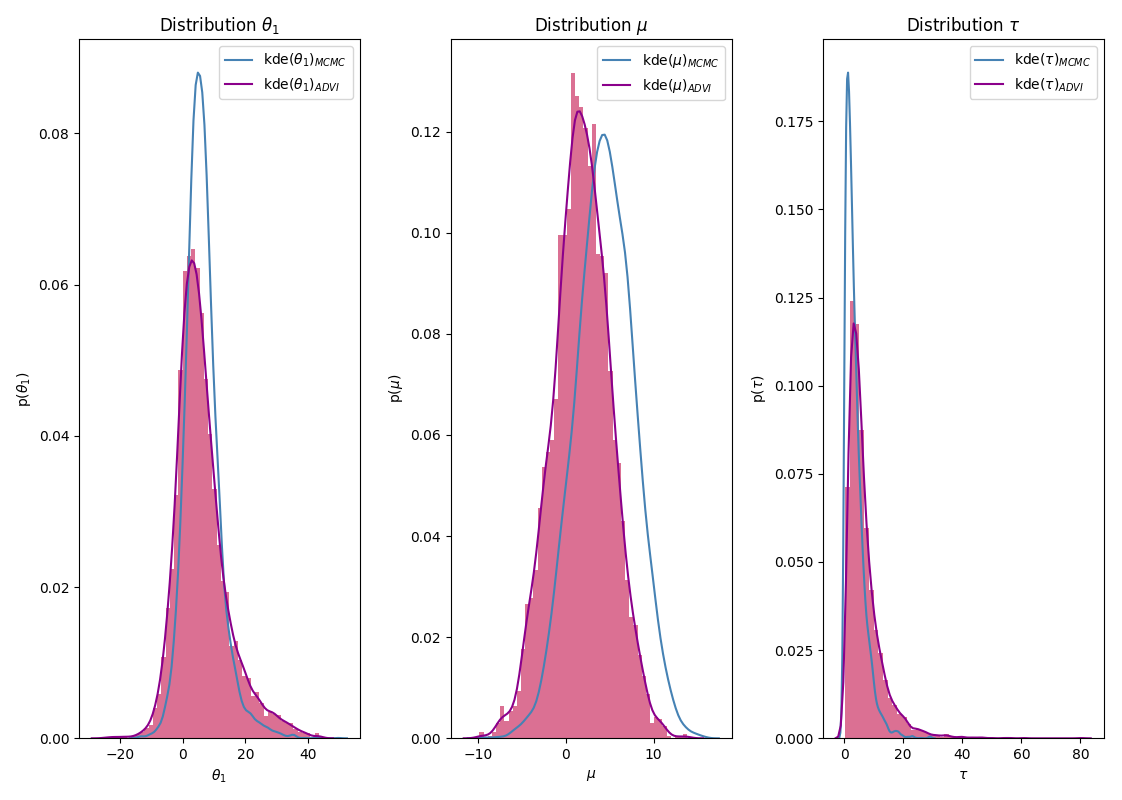 Distribution θ1
kde(θ1)MCMC
kde(θ1)ADVI
p(θ1)
0.08
0.06
0.04
0.02
0.00
−20
0
20
40
θ1
Distribution μ
kde(μ)MCMC
kde(μ)ADVI
p(μ)
0.12
0.10
0.08
0.06
0.04
0.02
0.00
−10
0
10
μ
Distribution τ
kde(τ)MCMC
kde(τ)ADVI
p(τ)
0.175
0.150
0.125
0.100
0.075
0.050
0.025
0.000
0
20
40
60
80
τ